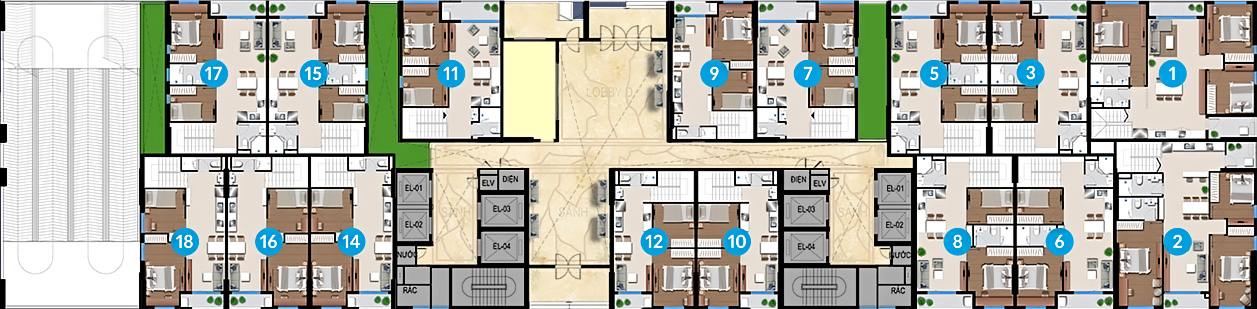 17
15
11
9
7
5
3
1
LOBBY D
EL-01
EL-02
ELV
ĐIỆN
EL-03
EL-04
SẢNH
SẢNH
NƯỚC
RÁC
ĐIỆN
ELV
EL-03
EL-04
EL-01
EL-02
NƯỚC
RÁC
18
16
14
12
10
8
6
2